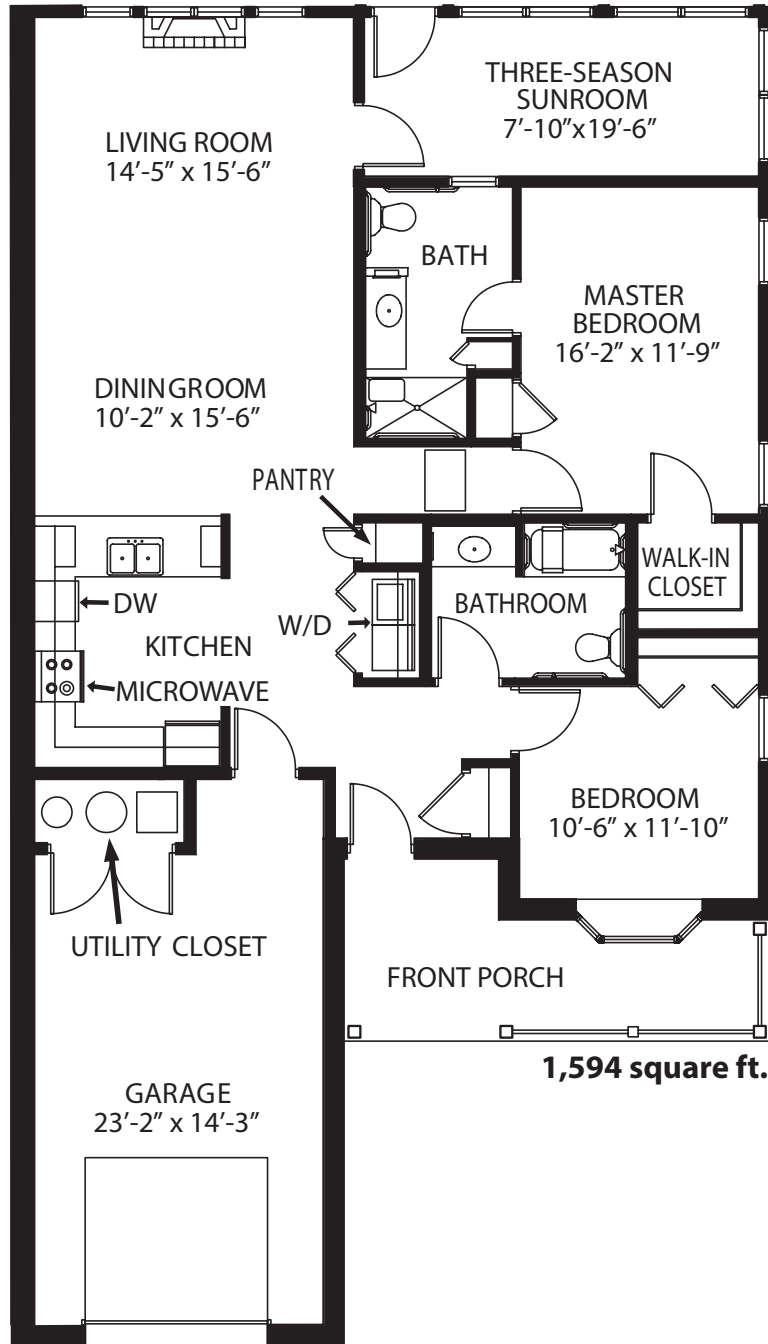 THREE-SEASON
SUNROOM
7’-10”x19’-6”
LIVING ROOM
14’-5” x 15’-6”
BATH
MASTER
BEDROOM
16’-2” x 11’-9”
DININGROOM
10’-2” x 15’-6”
PANTRY
WALK-IN
CLOSET
DW
BATHROOM
W/D
KITCHEN
MICROWAVE
BEDROOM
10’-6” x 11’-10”
UTILITY CLOSET
FRONT PORCH
1,594 square ft.
GARAGE
23’-2” x 14’-3”